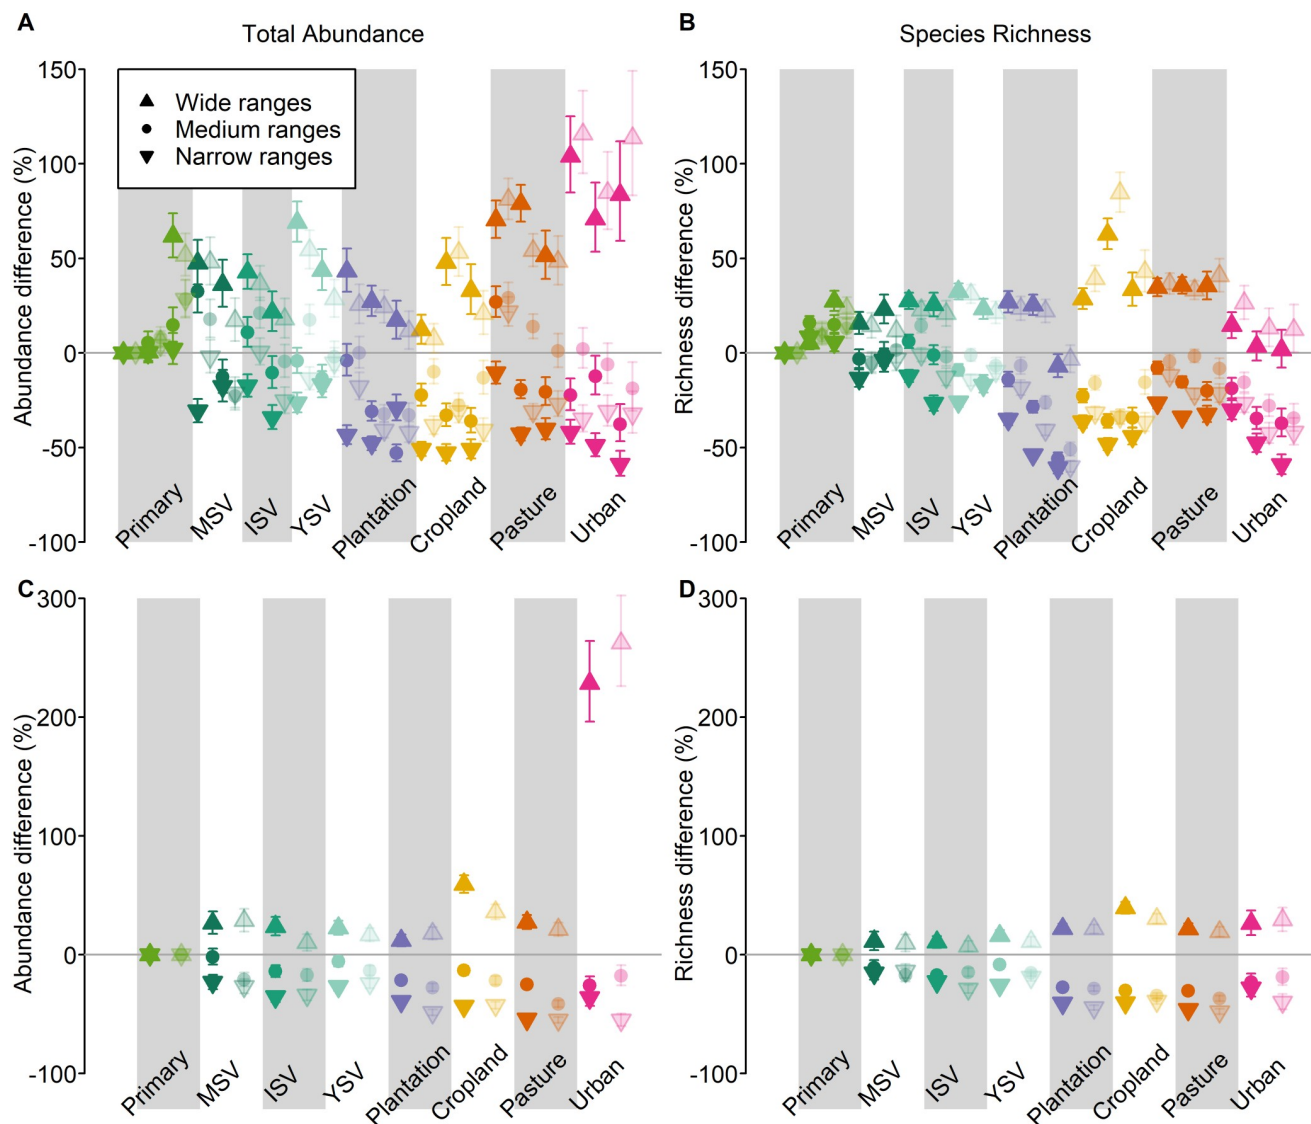 A
Total Abundance
Abundance difference (%)
150
100
50
0
-50
-100
Wide ranges
Medium ranges
Narrow ranges
Primary
MSV
ISV
YSV
Plantation
Cropland
Pasture
Urban
B
Species Richness
Richness difference (%)
150
100
50
0
-50
-100
Primary
MSV
ISV
YSV
Plantation
Cropland
Pasture
Urban
C
Abundance difference (%)
300
200
100
0
-100
Primary
MSV
ISV
YSV
Plantation
Cropland
Pasture
Urban
D
Richness difference (%)
300
200
100
0
-100
Primary
MSV
ISV
YSV
Plantation
Cropland
Pasture
Urban